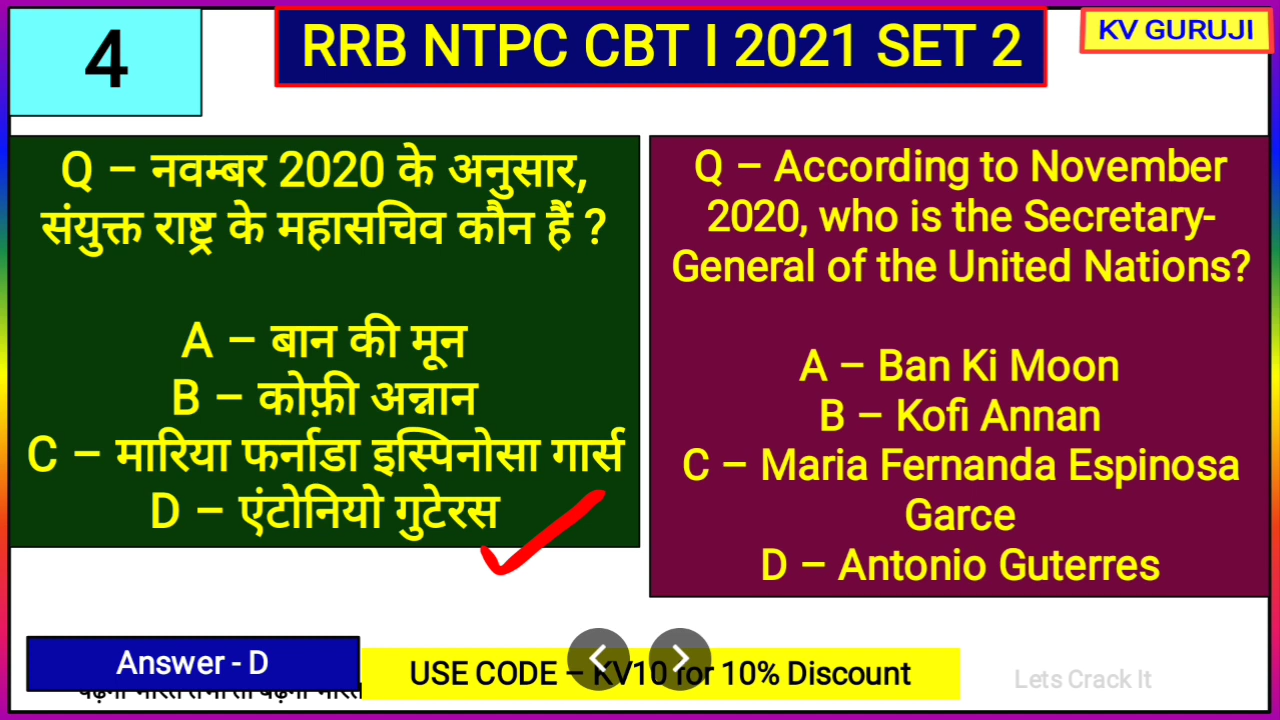 4
RRB NTPC CBT I 2021 SET 2
KV GURUJI
Q – नवम्बर 2020 के अनुसार,
संयुक्त राष्ट्र के महासचिव कौन हैं ?
A – बान की मून
B – कोफ़ी अन्नान
C – मारिया फर्नाडा इस्पिनोसा गार्स
D – एंटोनियो गुटेरस
Q – According to November
2020, who is the Secretary-
General of the United Nations?
A – Ban Ki Moon
B – Kofi Annan
C – Maria Fernanda Espinosa
Garce
D – Antonio Guterres
Answer - D
USE CODE – KV10 for 10% Discount
Lets Crack It